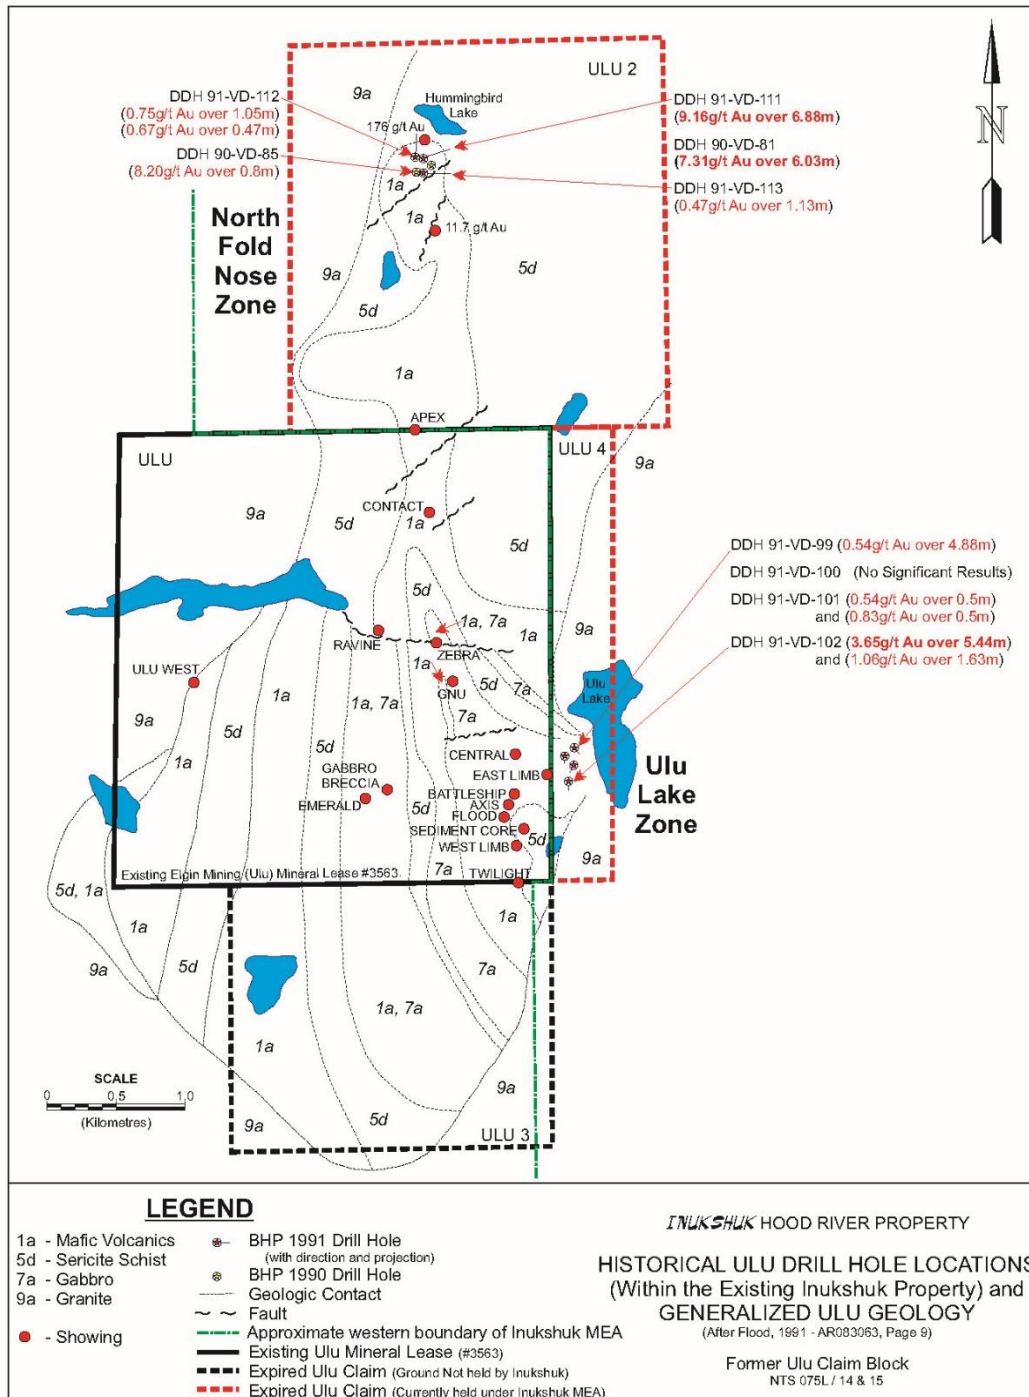 ULU 2
9a
Hummingbird
Lake
DDH 91-VD-112
(0.75g/t Au over 1.05m)
(0.67g/t Au over 0.47m)
176 g/t Au
DDH 90-VD-85
(8.20g/t Au over 0.8m)
DDH 91-VD-111
(9.16g/t Au over 6.88m)
DDH 90-VD-81
(7.31g/t Au over 6.03m)
DDH 91-VD-113
(0.47g/t Au over 1.13m)
N
1a
1a
11.7 g/t Au
North
Fold
Nose
Zone
9a
5d
5d
1a
APEX
ULU
ULU 4
9a
9a
5d
CONTACT
1a
5d
5d
DDH 91-VD-99 (0.54g/t Au over 4.88m)
DDH 91-VD-100 (No Significant Results)
DDH 91-VD-101 (0.54g/t Au over 0.5m)
and (0.83g/t Au over 0.5m)
DDH 91-VD-102 (3.65g/t Au over 5.44m)
and (1.06g/t Au over 1.63m)
1a, 7a
1a
9a
RAVINE
ZEBRA
ULU WEST
1a
5d
7a
GNU
Ulu
Lake
9a
1a
1a, 7a
7a
5d
5d
1a
CENTRAL
EAST LIMB
GABBRO
BRECCIA
EMERALD
BATTLESHIP
AXIS
FLOOD
SEDIMENT CORE
WEST LIMB
5d
5d
Ulu
Lake
Zone
9a
7a
TWILIGHT
Existing Elgin Mining (Ulu) Mineral Lease #3563.
5d, 1a
1a
1a
9a
5d
7a
1a, 7a
1a
SCALE
0 0.5 1.0
(Kilometres)
9a
9a
5d
ULU 3
LEGEND
1a - Mafic Volcanics
5d - Sericite Schist
7a - Gabbro
9a - Granite
- Showing
BHP 1991 Drill Hole
(with direction and projection)
BHP 1990 Drill Hole
Geologic Contact
Fault
Approximate western boundary of Inukshuk MEA
Existing Ulu Mineral Lease (#3563)
Expired Ulu Claim (Ground Not held by Inukshuk)
Expired Ulu Claim (Currently held under Inukshuk MEA)
INUKSHUK HOOD RIVER PROPERTY
HISTORICAL ULU DRILL HOLE LOCATIONS
(Within the Existing Inukshuk Property) and
GENERALIZED ULU GEOLOGY
(After Flood, 1991 - AR083063, Page 9)
Former Ulu Claim Block
NTS 075L / 14 & 15